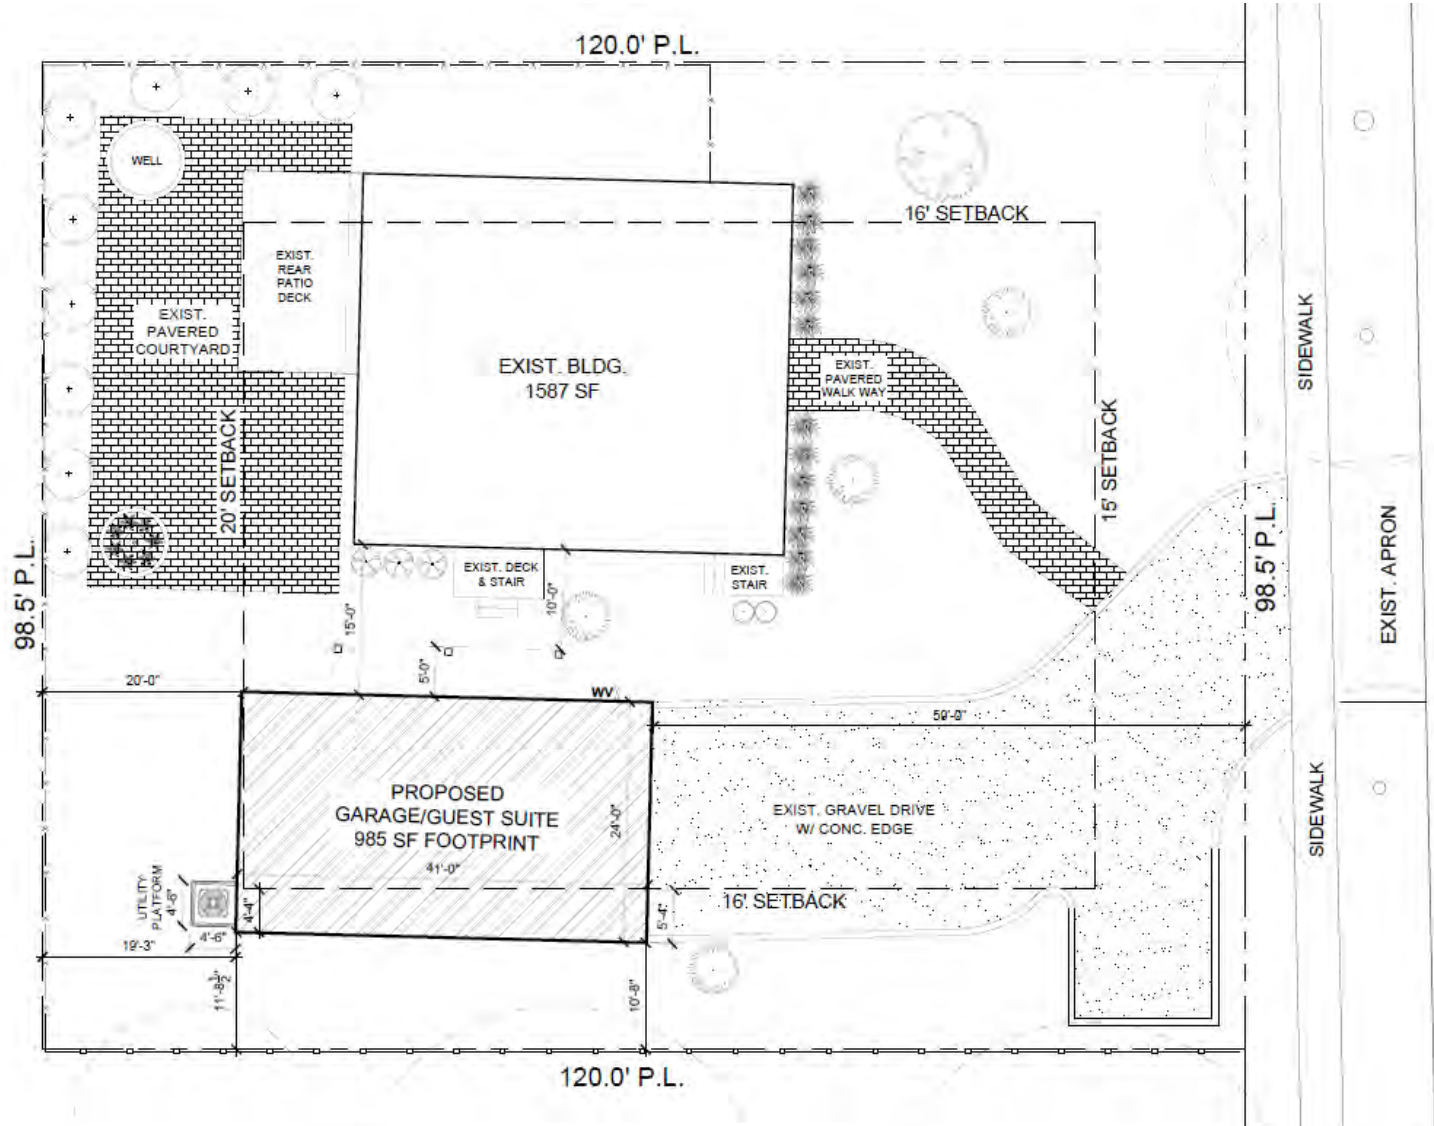 120.0' P.L.
WELL
16' SETBACK
EXIST.
REAR
PATIO
DECK
EXIST.
PAVERED
COURTYARD
EXIST. BLDG.
1587 SF
EXIST.
PAVERED
WALK WAY
SIDEWALK
20' SETBACK
15' SETBACK
98.5' P.L.
98.5' P.L.
EXIST. APRON
EXIST. DECK
& STAIR
EXIST.
STAIR
15'-0"
10'-0"
5'-0"
20'-0"
WV
59'-0"
PROPOSED
GARAGE/GUEST SUITE
985 SF FOOTPRINT
24'-0"
41'-0"
EXIST. GRAVEL DRIVE
W/ CONC. EDGE
SIDEWALK
UTILITY
PLATFORM
4'-6"
4'-6"
4'-4"
16' SETBACK
5'-4"
19'-3"
11'-8½"
10'-8"
120.0' P.L.